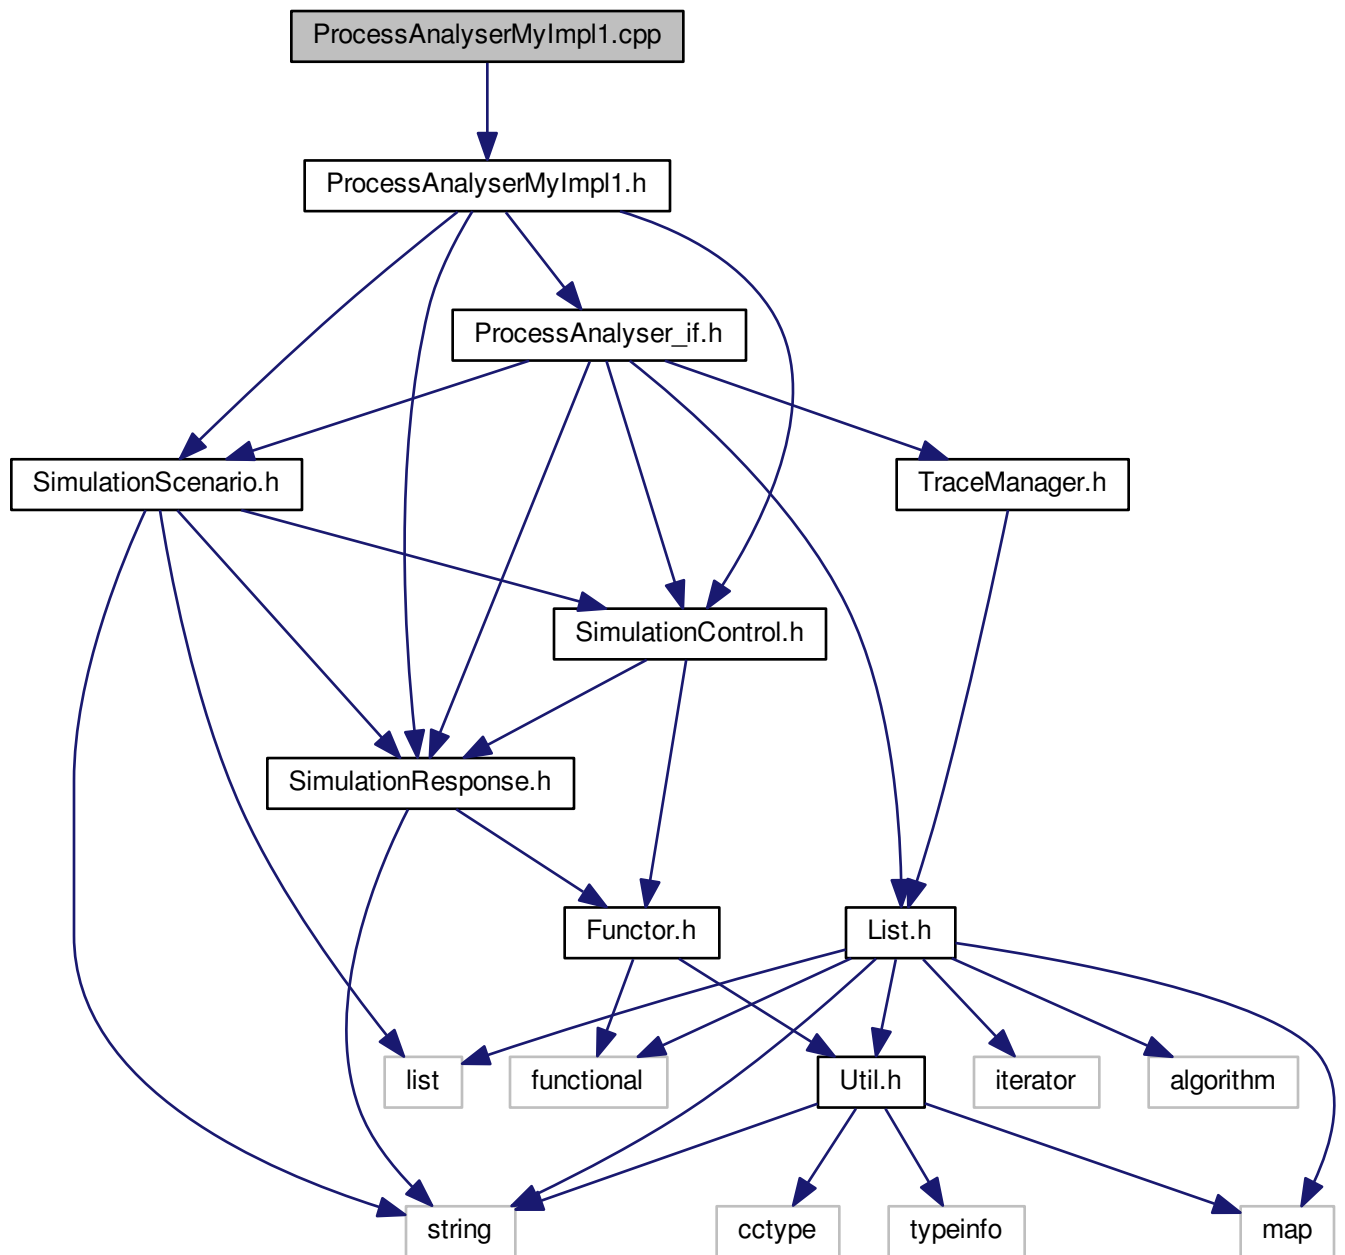 ProcessAnalyserMyImpl1.cpp
ProcessAnalyserMyImpl1.h
ProcessAnalyser_if.h
SimulationScenario.h
TraceManager.h
SimulationControl.h
SimulationResponse.h
Functor.h
List.h
list
functional
Util.h
iterator
algorithm
string
cctype
typeinfo
map